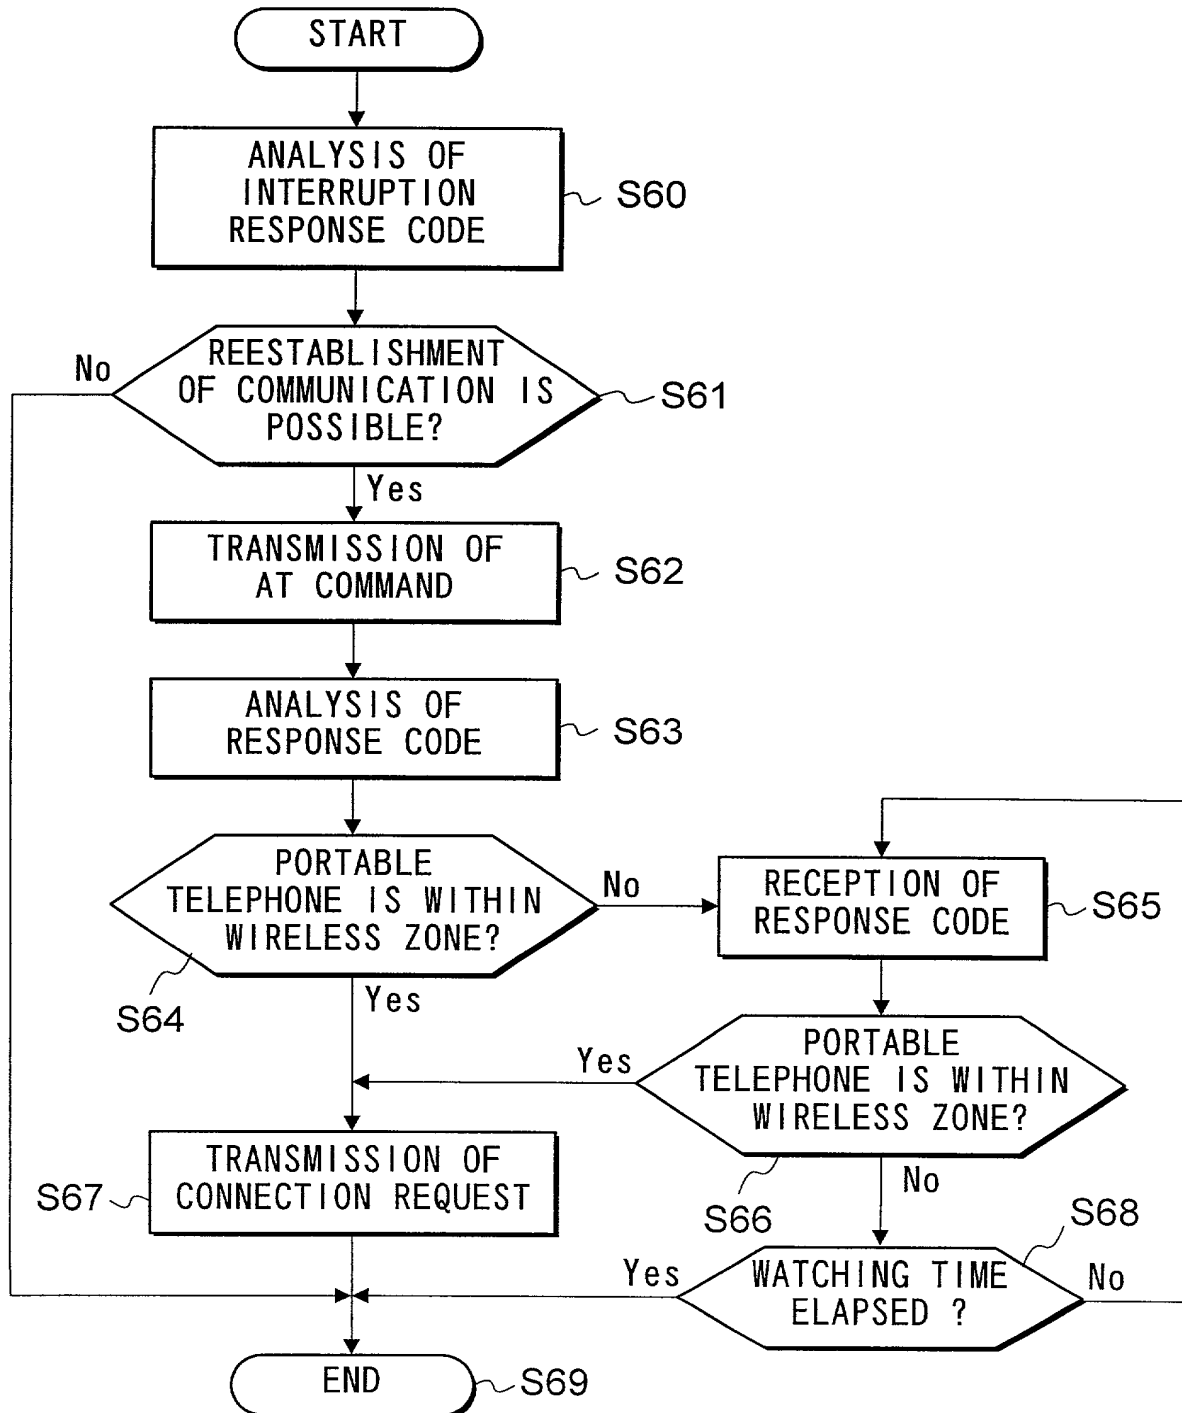 START
ANALYSIS OF
INTERRUPTION
RESPONSE CODE
S60
REESTABLISHMENT
OF COMMUNICATION IS
POSSIBLE?
No
S61
Yes
TRANSMISSION OF
AT COMMAND
S62
ANALYSIS OF
RESPONSE CODE
S63
PORTABLE
TELEPHONE IS WITHIN
WIRELESS ZONE?
No
S64
Yes
RECEPTION OF
RESPONSE CODE
S65
PORTABLE
TELEPHONE IS WITHIN
WIRELESS ZONE?
Yes
S66
No
TRANSMISSION OF
CONNECTION REQUEST
S67
WATCHING TIME
ELAPSED ?
S68
Yes
No
END
S69